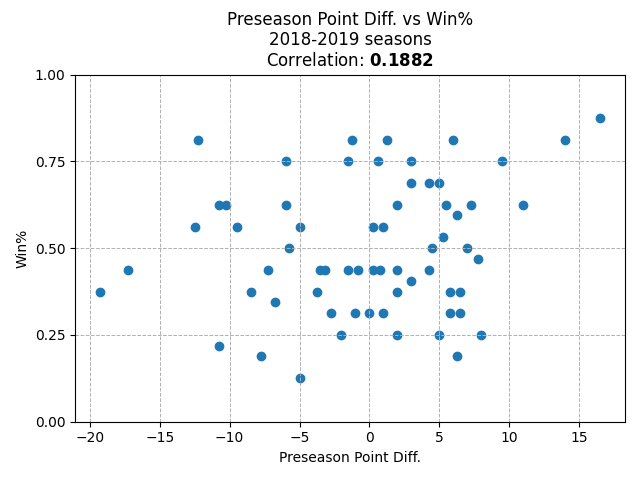 Preseason Point Diff. vs Win%
2018-2019 seasons
Correlation: 0.1882
1.00
0.75
0.50
0.25
0.00
Win%
−20 −15 −10 −5 0 5 10 15
Preseason Point Diff.